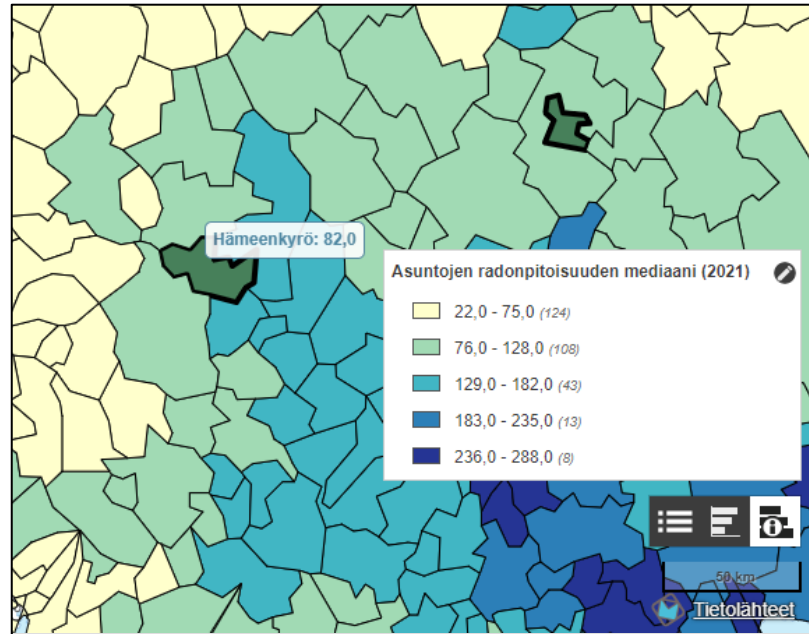 Hämeenkyrö: 82,0
Asuntojen radonpitoisuuden mediaani (2021)
22,0 - 75,0 (124)
76,0 - 128,0 (108)
129,0 - 182,0 (43)
183,0 - 235,0 (13)
236,0 - 288,0 (8)
50 km
Tietolähteet